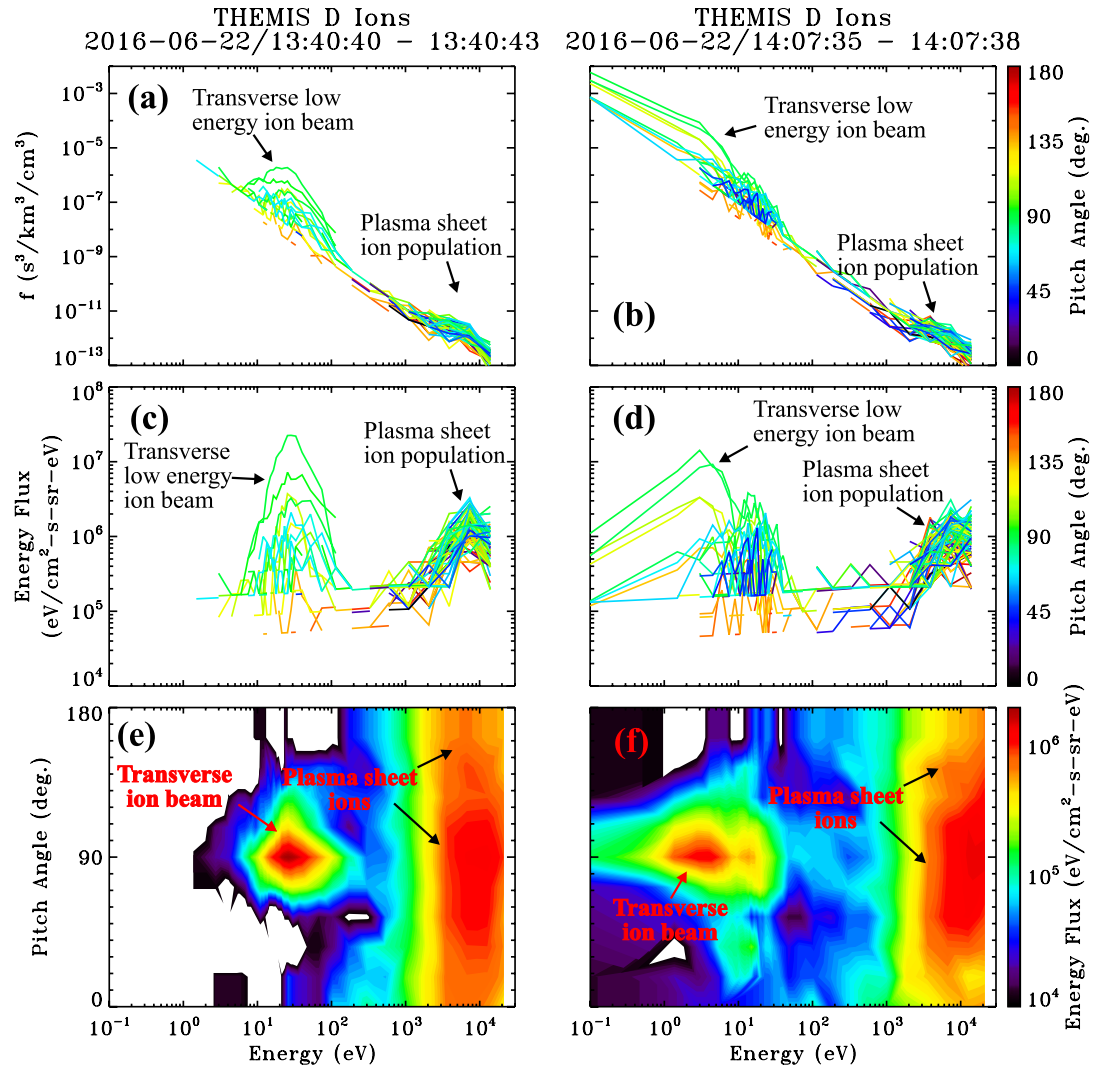 THEMIS D Ions
2016-06-22/13:40:40 - 13:40:43
THEMIS D Ions
2016-06-22/14:07:35 - 14:07:38
(a)
Transverse low
energy ion beam
Plasma sheet
ion population
f (s³/km³/cm³)
10⁻³
10⁻⁵
10⁻⁷
10⁻⁹
10⁻¹¹
10⁻¹³
(b)
Transverse low
energy ion beam
Plasma sheet
ion population
180
135
90
45
0
Pitch Angle (deg.)
(c)
Transverse
low energy
ion beam
Plasma sheet
ion population
Energy Flux
(eV/cm²-s-sr-eV)
10⁸
10⁷
10⁶
10⁵
10⁴
(d)
Transverse low
energy ion beam
Plasma sheet
ion population
180
135
90
45
0
Pitch Angle (deg.)
(e)
Transverse
ion beam
Plasma sheet
ions
Pitch Angle (deg.)
180
90
0
10⁻¹ 10⁰ 10¹ 10² 10³ 10⁴
Energy (eV)
(f)
Plasma sheet
ions
Transverse
ion beam
10⁻¹ 10⁰ 10¹ 10² 10³ 10⁴
Energy (eV)
10⁶
10⁵
10⁴
Energy Flux (eV/cm²-s-sr-eV)